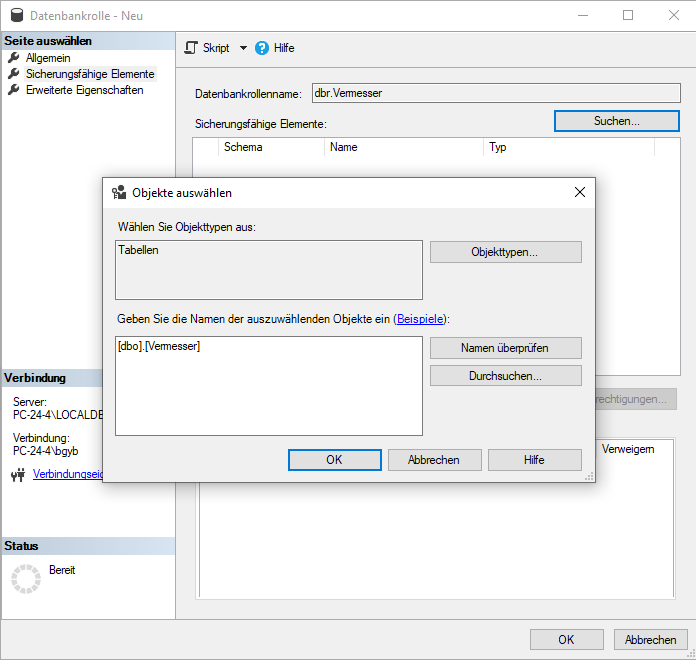 Datenbankrolle - Neu
Seite auswählen
Allgemein
Sicherungsfähige Elemente
Erweiterte Eigenschaften
Skript
Hilfe
Datenbankrollenname:
dbr.Vermesser
Sicherungsfähige Elemente:
Suchen...
Schema Name Typ
Objekte auswählen
Wählen Sie Objekttypen aus:
Tabellen
Objekttypen...
Geben Sie die Namen der auszuwählenden Objekte ein (Beispiele):
[dbo].[Vermesser]
Namen überprüfen
Durchsuchen...
OK Abbrechen Hilfe
rechtigungen...
Verweigern
Verbindung
Server:
PC-24-4\LOCALDB
Verbindung:
PC-24-4\bgyb
Verbindungseig
Status
Bereit
OK Abbrechen